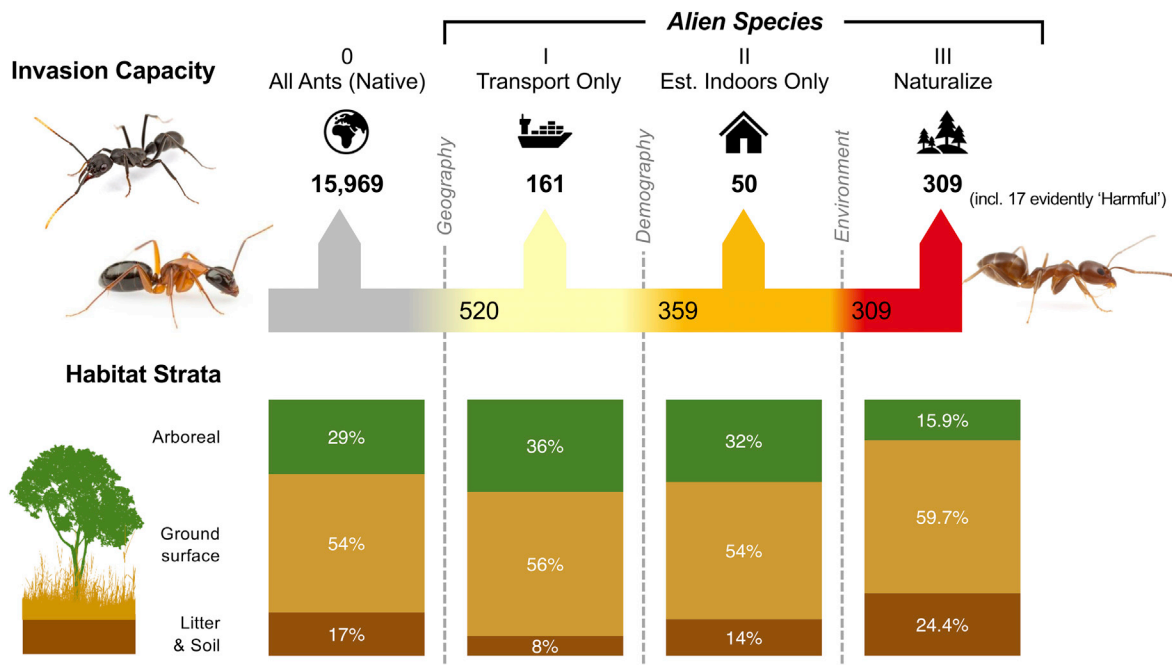 Alien Species
Invasion Capacity
0
All Ants (Native)
I
Transport Only
II
Est. Indoors Only
III
Naturalize
15,969
161
50
309
(incl. 17 evidently ‘Harmful’)
Geography
Demography
Environment
520
359
309
Habitat Strata
Arboreal
29%
36%
32%
15.9%
Ground
surface
54%
56%
54%
59.7%
Litter
& Soil
17%
8%
14%
24.4%